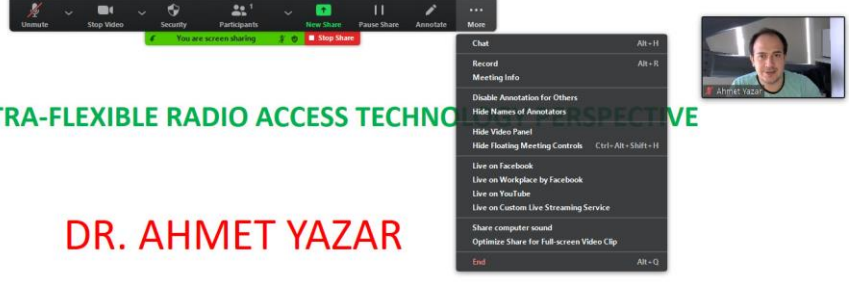 Unmute
Stop Video
Security
Participants
1
New Share
Pause Share
Annotate
More
You are screen sharing
Stop Share
Chat Alt+H
Record Alt+R
Meeting Info
Disable Annotation for Others
Hide Names of Annotators
Hide Video Panel
Hide Floating Meeting Controls Ctrl+Alt+Shift+H
Live on Facebook
Live on Workplace by Facebook
Live on YouTube
Live on Custom Live Streaming Service
Share computer sound
Optimize Share for Full-screen Video Clip
End Alt+Q
Ahmet Yazar
TRA-FLEXIBLE RADIO ACCESS TECHNOLOGY PERSPECTIVE
DR. AHMET YAZAR